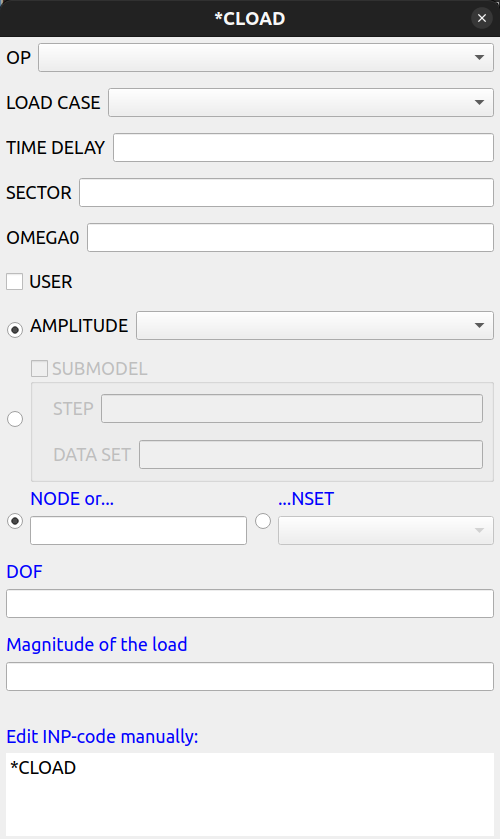 *CLOAD
OP
LOAD CASE
TIME DELAY
SECTOR
OMEGA0
USER
AMPLITUDE
SUBMODEL
STEP
DATA SET
NODE or... ...NSET
DOF
Magnitude of the load
Edit INP-code manually:
*CLOAD